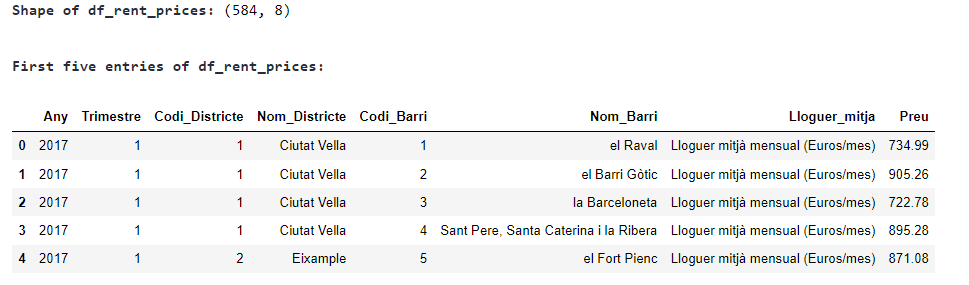 Shape of df_rent_prices: (584, 8)
First five entries of df_rent_prices:
Any Trimestre Codi_Districte Nom_Districte Codi_Barri Nom_Barri Lloguer_mitja Preu
0 2017 1 1 Ciutat Vella 1 el Raval Lloguer mitjà mensual (Euros/mes) 734.99
1 2017 1 1 Ciutat Vella 2 el Barri Gòtic Lloguer mitjà mensual (Euros/mes) 905.26
2 2017 1 1 Ciutat Vella 3 la Barceloneta Lloguer mitjà mensual (Euros/mes) 722.78
3 2017 1 1 Ciutat Vella 4 Sant Pere, Santa Caterina i la Ribera Lloguer mitjà mensual (Euros/mes) 895.28
4 2017 1 2 Eixample 5 el Fort Pienc Lloguer mitjà mensual (Euros/mes) 871.08